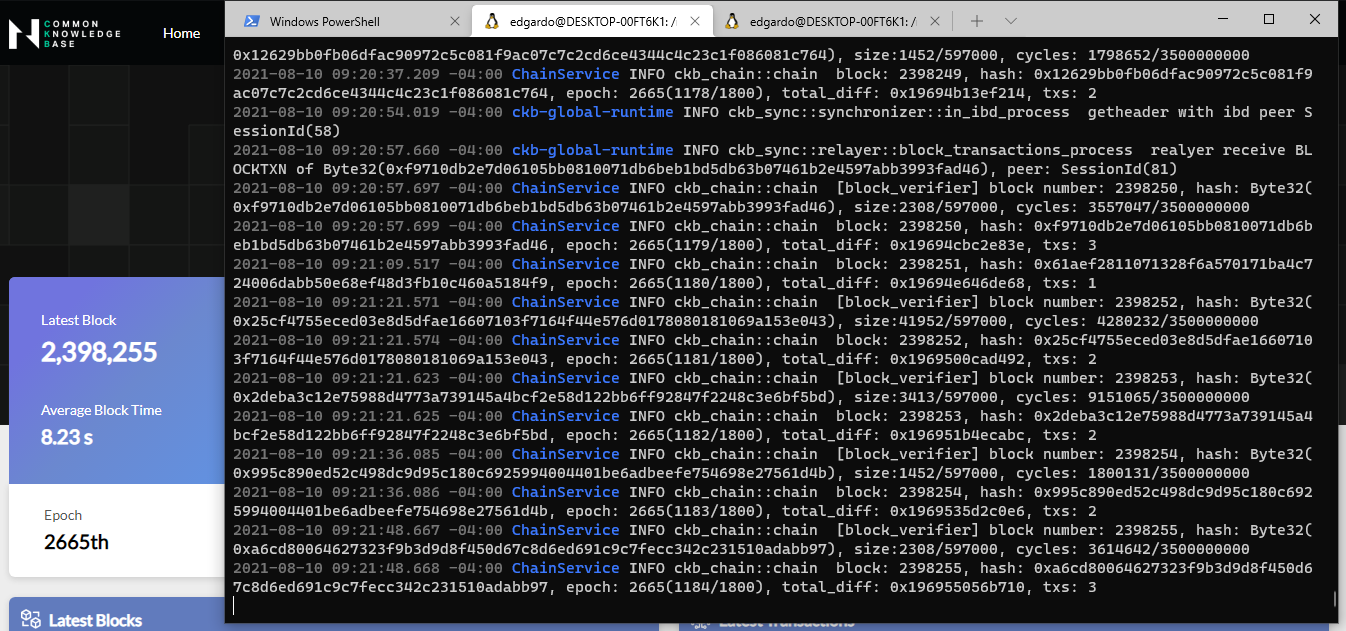 COMMON
KNOWLEDGE
BASE
Home
Latest Block
2,398,255
Average Block Time
8.23 s
Epoch
2665th
Latest Blocks
Windows PowerShell
edgardo@DESKTOP-00FT6K1: /
edgardo@DESKTOP-00FT6K1: /
0x12629bb0fb06dfac90972c5c081f9ac07c7c2cd6ce4344c4c23c1f086081c764), size:1452/597000, cycles: 1798652/3500000000
2021-08-10 09:20:37.209 -04:00 ChainService INFO ckb_chain::chain  block: 2398249, hash: 0x12629bb0fb06dfac90972c5c081f9
ac07c7c2cd6ce4344c4c23c1f086081c764, epoch: 2665(1178/1800), total_diff: 0x19694b13ef214, txs: 2
2021-08-10 09:20:54.019 -04:00 ckb-global-runtime INFO ckb_sync::synchronizer::in_ibd_process  getheader with ibd peer S
essionId(58)
2021-08-10 09:20:57.660 -04:00 ckb-global-runtime INFO ckb_sync::relayer::block_transactions_process  realyer receive BL
OCKTXN of Byte32(0xf9710db2e7d06105bb0810071db6beb1bd5db63b07461b2e4597abb3993fad46), peer: SessionId(81)
2021-08-10 09:20:57.697 -04:00 ChainService INFO ckb_chain::chain  [block_verifier] block number: 2398250, hash: Byte32(
0xf9710db2e7d06105bb0810071db6beb1bd5db63b07461b2e4597abb3993fad46), size:2308/597000, cycles: 3557047/3500000000
2021-08-10 09:20:57.699 -04:00 ChainService INFO ckb_chain::chain  block: 2398250, hash: 0xf9710db2e7d06105bb0810071db6b
eb1bd5db63b07461b2e4597abb3993fad46, epoch: 2665(1179/1800), total_diff: 0x19694cbc2e83e, txs: 3
2021-08-10 09:21:09.517 -04:00 ChainService INFO ckb_chain::chain  block: 2398251, hash: 0x61aef2811071328f6a570171ba4c7
24006dabb50e68ef48d3fb10c460a5184f9, epoch: 2665(1180/1800), total_diff: 0x19694e646de68, txs: 1
2021-08-10 09:21:21.571 -04:00 ChainService INFO ckb_chain::chain  [block_verifier] block number: 2398252, hash: Byte32(
0x25cf4755eced03e8d5dfae16607103f7164f44e576d0178080181069a153e043), size:41952/597000, cycles: 4280232/3500000000
2021-08-10 09:21:21.574 -04:00 ChainService INFO ckb_chain::chain  block: 2398252, hash: 0x25cf4755eced03e8d5dfae1660710
3f7164f44e576d0178080181069a153e043, epoch: 2665(1181/1800), total_diff: 0x1969500cad492, txs: 2
2021-08-10 09:21:21.623 -04:00 ChainService INFO ckb_chain::chain  [block_verifier] block number: 2398253, hash: Byte32(
0x2deba3c12e75988d4773a739145a4bcf2e58d122bb6ff92847f2248c3e6bf5bd), size:3413/597000, cycles: 9151065/3500000000
2021-08-10 09:21:21.625 -04:00 ChainService INFO ckb_chain::chain  block: 2398253, hash: 0x2deba3c12e75988d4773a739145a4
bcf2e58d122bb6ff92847f2248c3e6bf5bd, epoch: 2665(1182/1800), total_diff: 0x196951b4ecabc, txs: 2
2021-08-10 09:21:36.085 -04:00 ChainService INFO ckb_chain::chain  [block_verifier] block number: 2398254, hash: Byte32(
0x995c890ed52c498dc9d95c180c6925994004401be6adbeefe754698e27561d4b), size:1452/597000, cycles: 1800131/3500000000
2021-08-10 09:21:36.086 -04:00 ChainService INFO ckb_chain::chain  block: 2398254, hash: 0x995c890ed52c498dc9d95c180c692
5994004401be6adbeefe754698e27561d4b, epoch: 2665(1183/1800), total_diff: 0x1969535d2c0e6, txs: 2
2021-08-10 09:21:48.667 -04:00 ChainService INFO ckb_chain::chain  [block_verifier] block number: 2398255, hash: Byte32(
0xa6cd80064627323f9b3d9d8f450d67c8d6ed691c9c7fecc342c231510adabb97), size:2308/597000, cycles: 3614642/3500000000
2021-08-10 09:21:48.668 -04:00 ChainService INFO ckb_chain::chain  block: 2398255, hash: 0xa6cd80064627323f9b3d9d8f450d6
7c8d6ed691c9c7fecc342c231510adabb97, epoch: 2665(1184/1800), total_diff: 0x196955056b710, txs: 3
Latest Transactions